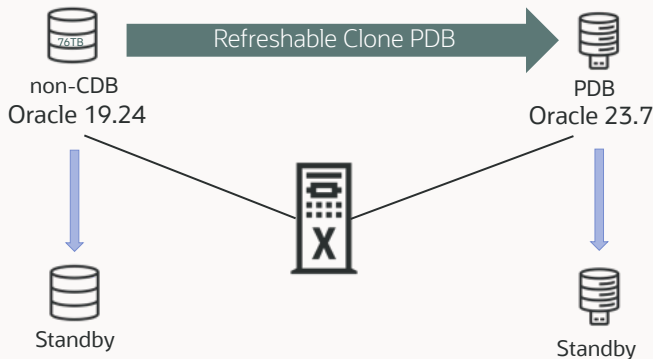 76TB
Refreshable Clone PDB
non-CDB
Oracle 19.24
PDB
Oracle 23.7
X
Standby
Standby